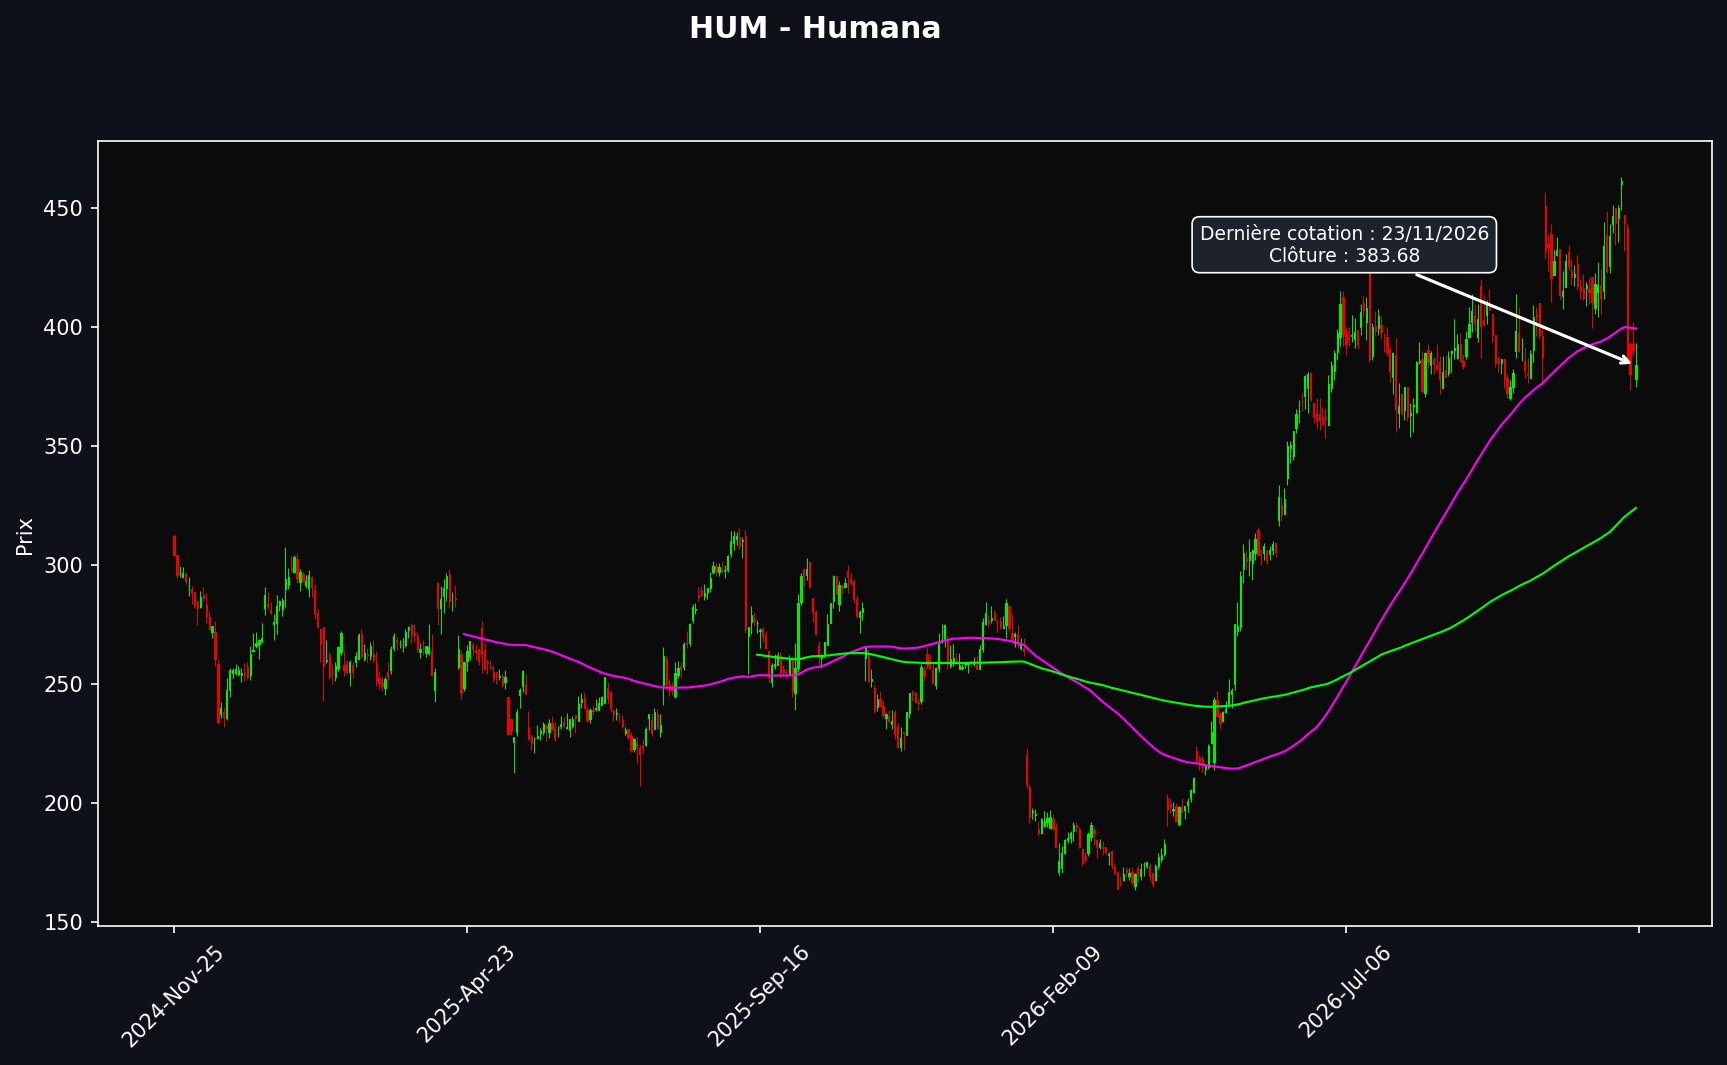 HUM - Humana
Dernière cotation : 23/11/2026
Clôture : 383.68
Prix
450
400
350
300
250
200
150
2024-Nov-25
2025-Apr-23
2025-Sep-16
2026-Feb-09
2026-Jul-06